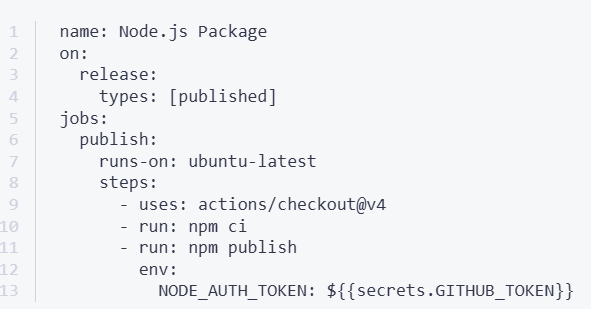 1 name: Node.js Package
2 on:
3   release:
4     types: [published]
5 jobs:
6   publish:
7     runs-on: ubuntu-latest
8     steps:
9       - uses: actions/checkout@v4
10       - run: npm ci
11       - run: npm publish
12         env:
13           NODE_AUTH_TOKEN: ${{secrets.GITHUB_TOKEN}}